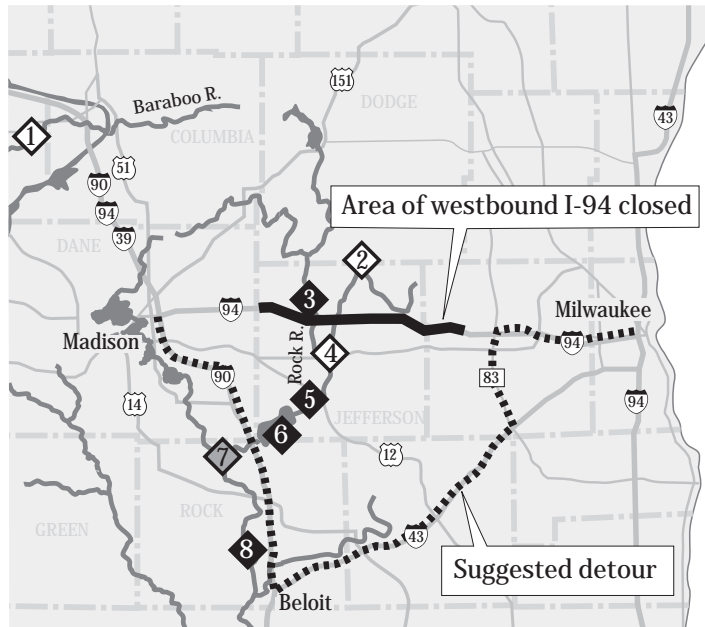 151
DODGE
43
Baraboo R.
1
COLUMBIA
51
90
94
39
Area of westbound I-94 closed
DANE
2
3
94
Milwaukee
Madison
Rock R.
4
94
90
83
14
5
94
JEFFERSON
6
12
7
ROCK
GREEN
43
8
Suggested detour
Beloit